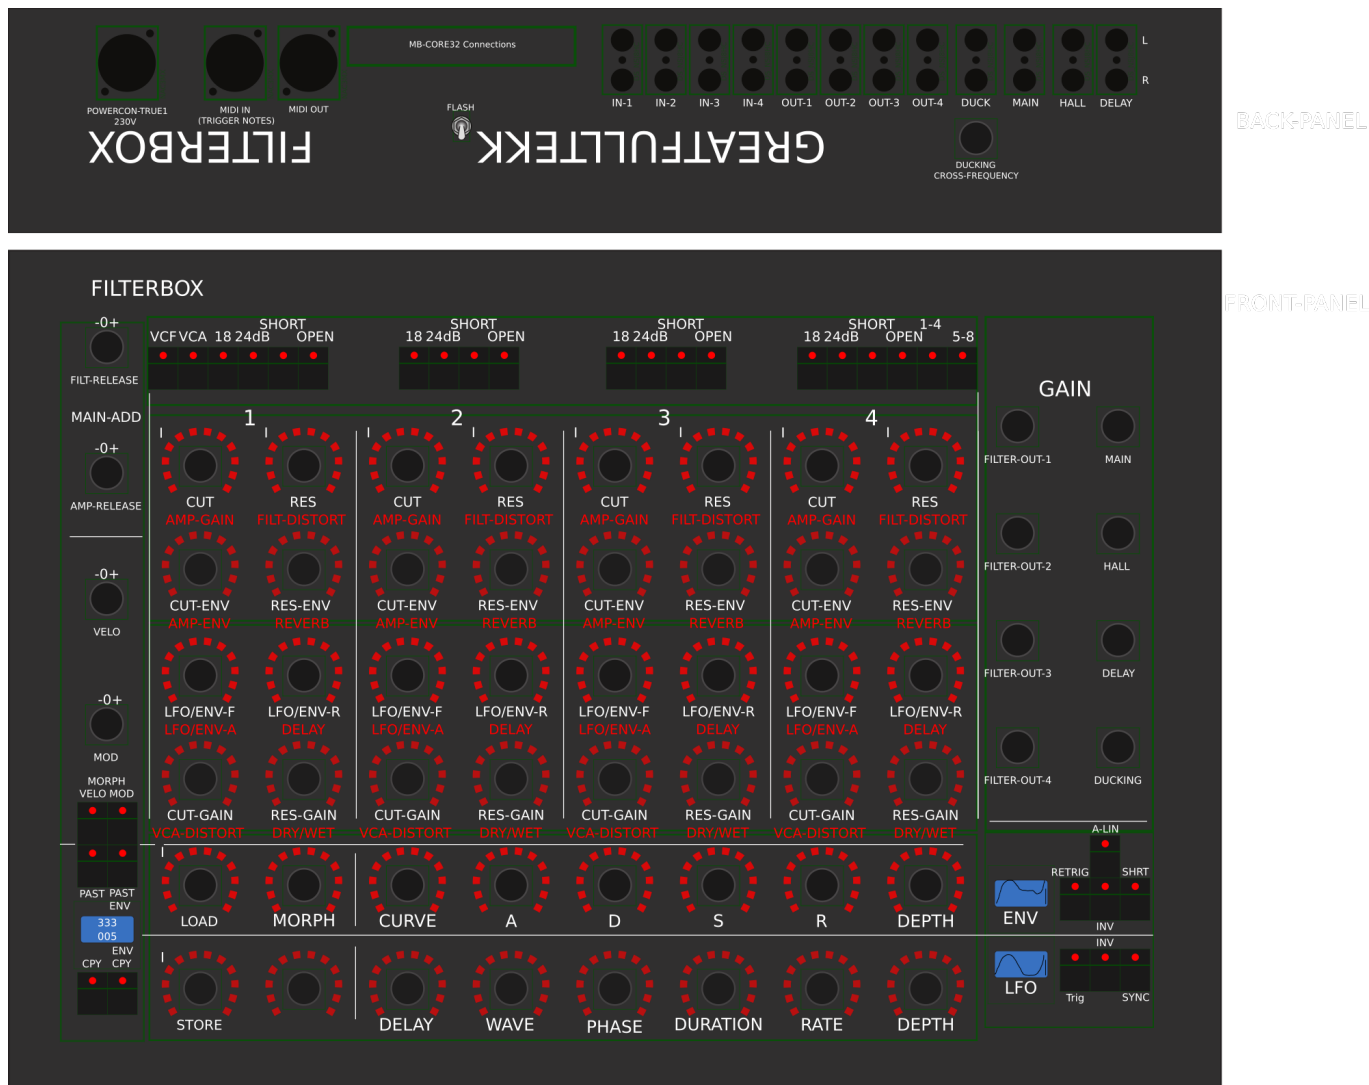 MB-CORE32 Connections
L
R
POWERCON-TRUE1
230V
MIDI IN
(TRIGGER NOTES)
MIDI OUT
FLASH
IN-1 IN-2 IN-3 IN-4 OUT-1 OUT-2 OUT-3 OUT-4 DUCK MAIN HALL DELAY
FILTERBOX
GREATFULLTEKK
DUCKING
CROSS-FREQUENCY
BACK-PANEL
FILTERBOX
FRONT-PANEL
-0+
FILT-RELEASE
MAIN-ADD
-0+
AMP-RELEASE
-0+
VELO
-0+
MOD
MORPH
VELO MOD
PAST PAST
ENV
333
005
ENV
CPY CPY
SHORT SHORT SHORT SHORT 1-4
VCF VCA 18 24dB OPEN 18 24dB OPEN 18 24dB OPEN 18 24dB OPEN 5-8
1 2 3 4
CUT RES CUT RES CUT RES CUT RES
AMP-GAIN FILT-DISTORT AMP-GAIN FILT-DISTORT AMP-GAIN FILT-DISTORT AMP-GAIN FILT-DISTORT
CUT-ENV RES-ENV CUT-ENV RES-ENV CUT-ENV RES-ENV CUT-ENV RES-ENV
AMP-ENV REVERB AMP-ENV REVERB AMP-ENV REVERB AMP-ENV REVERB
LFO/ENV-F LFO/ENV-R LFO/ENV-F LFO/ENV-R LFO/ENV-F LFO/ENV-R LFO/ENV-F LFO/ENV-R
LFO/ENV-A DELAY LFO/ENV-A DELAY LFO/ENV-A DELAY LFO/ENV-A DELAY
CUT-GAIN RES-GAIN CUT-GAIN RES-GAIN CUT-GAIN RES-GAIN CUT-GAIN RES-GAIN
VCA-DISTORT DRY/WET VCA-DISTORT DRY/WET VCA-DISTORT DRY/WET VCA-DISTORT DRY/WET
LOAD MORPH CURVE A D S R DEPTH
STORE DELAY WAVE PHASE DURATION RATE DEPTH
GAIN
FILTER-OUT-1 MAIN
FILTER-OUT-2 HALL
FILTER-OUT-3 DELAY
FILTER-OUT-4 DUCKING
A-LIN
RETRIG SHRT
ENV
INV
INV
LFO
Trig SYNC